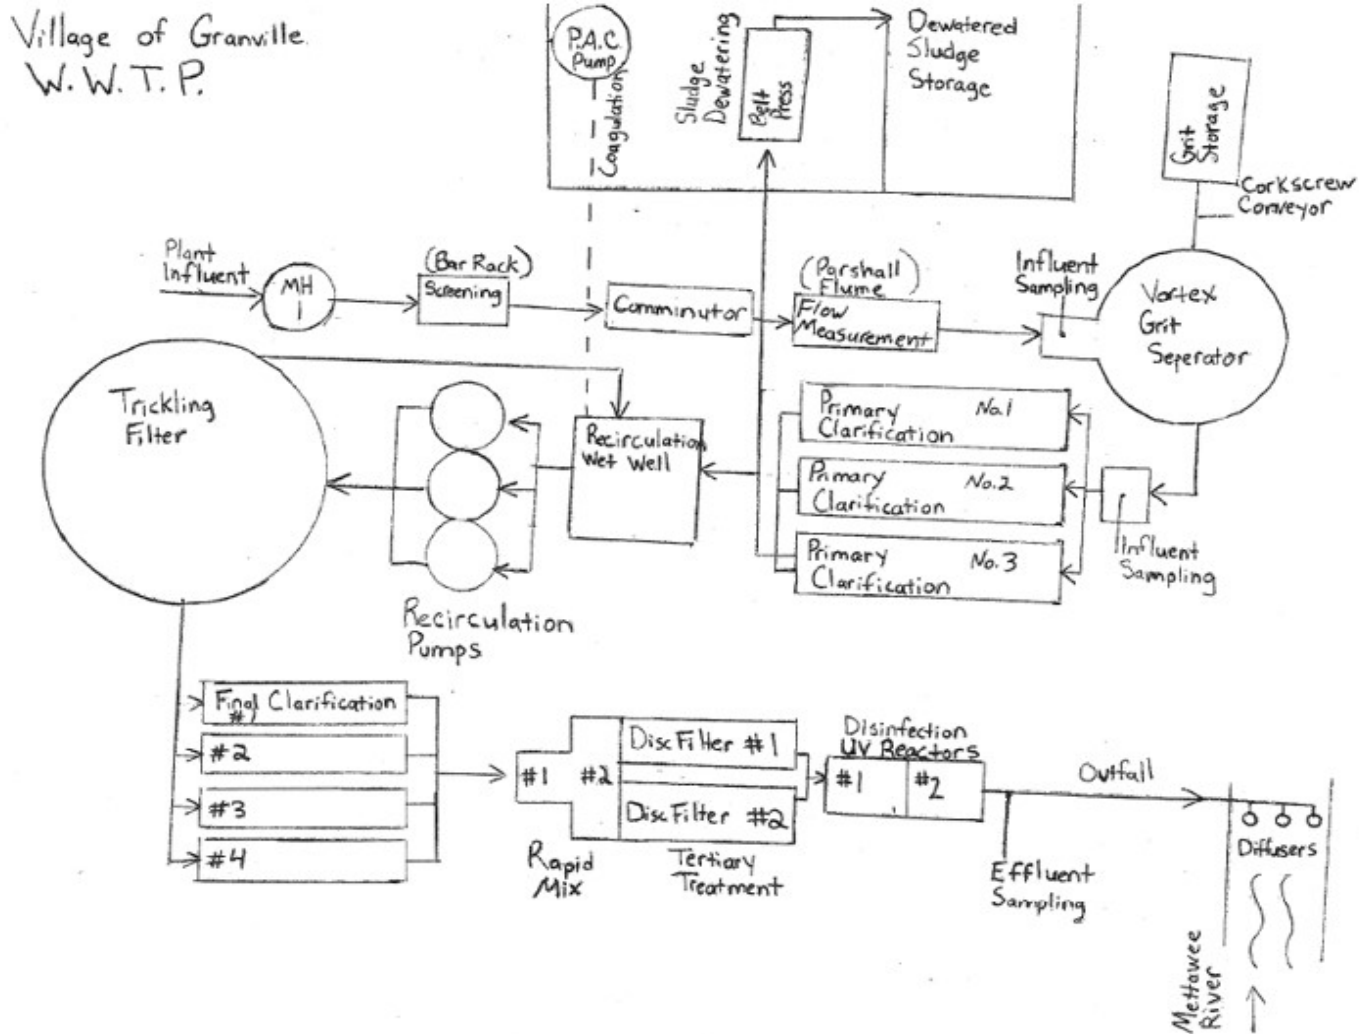 Village of Granville
W.W.T.P.
P.A.C.
Pump
Coagulation
Sludge
Dewatering
Belt
Press
Dewatered
Sludge
Storage
Grit
Storage
Corkscrew
Conveyor
Plant
Influent
MH
1
(Bar Rack)
Screening
Comminutor
(Parshall
Flume)
Flow
Measurement
Influent
Sampling
Vortex
Grit
Seperator
Trickling
Filter
Recirculation
Wet Well
Primary No.1
Clarification
Primary No.2
Clarification
Primary No.3
Clarification
Influent
Sampling
Recirculation
Pumps
Final Clarification
#1
#2
#3
#4
#1 #2
Rapid
Mix
Disc Filter #1
Disc Filter #2
Tertiary
Treatment
Disinfection
UV Reactors
#1 #2
Outfall
Effluent
Sampling
Diffusers
Mettawee
River